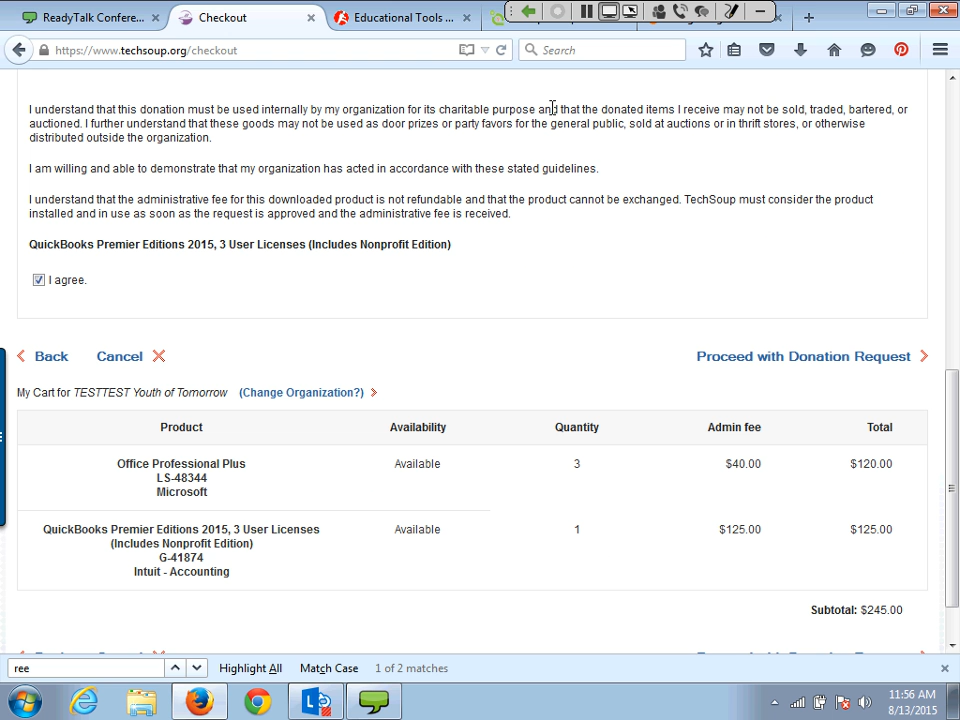 ReadyTalk Confere...
Checkout
Educational Tools ...
https://www.techsoup.org/checkout
Search
I understand that this donation must be used internally by my organization for its charitable purpose and that the donated items I receive may not be sold, traded, bartered, or
auctioned. I further understand that these goods may not be used as door prizes or party favors for the general public, sold at auctions or in thrift stores, or otherwise
distributed outside the organization.
I am willing and able to demonstrate that my organization has acted in accordance with these stated guidelines.
I understand that the administrative fee for this downloaded product is not refundable and that the product cannot be exchanged. TechSoup must consider the product
installed and in use as soon as the request is approved and the administrative fee is received.
QuickBooks Premier Editions 2015, 3 User Licenses (Includes Nonprofit Edition)
I agree.
Back Cancel Proceed with Donation Request
My Cart for TESTTEST Youth of Tomorrow (Change Organization?)
Product Availability Quantity Admin fee Total
Office Professional Plus Available 3 $40.00 $120.00
LS-48344
Microsoft
QuickBooks Premier Editions 2015, 3 User Licenses Available 1 $125.00 $125.00
(Includes Nonprofit Edition)
G-41874
Intuit - Accounting
Subtotal: $245.00
ree Highlight All Match Case 1 of 2 matches
11:56 AM
8/13/2015